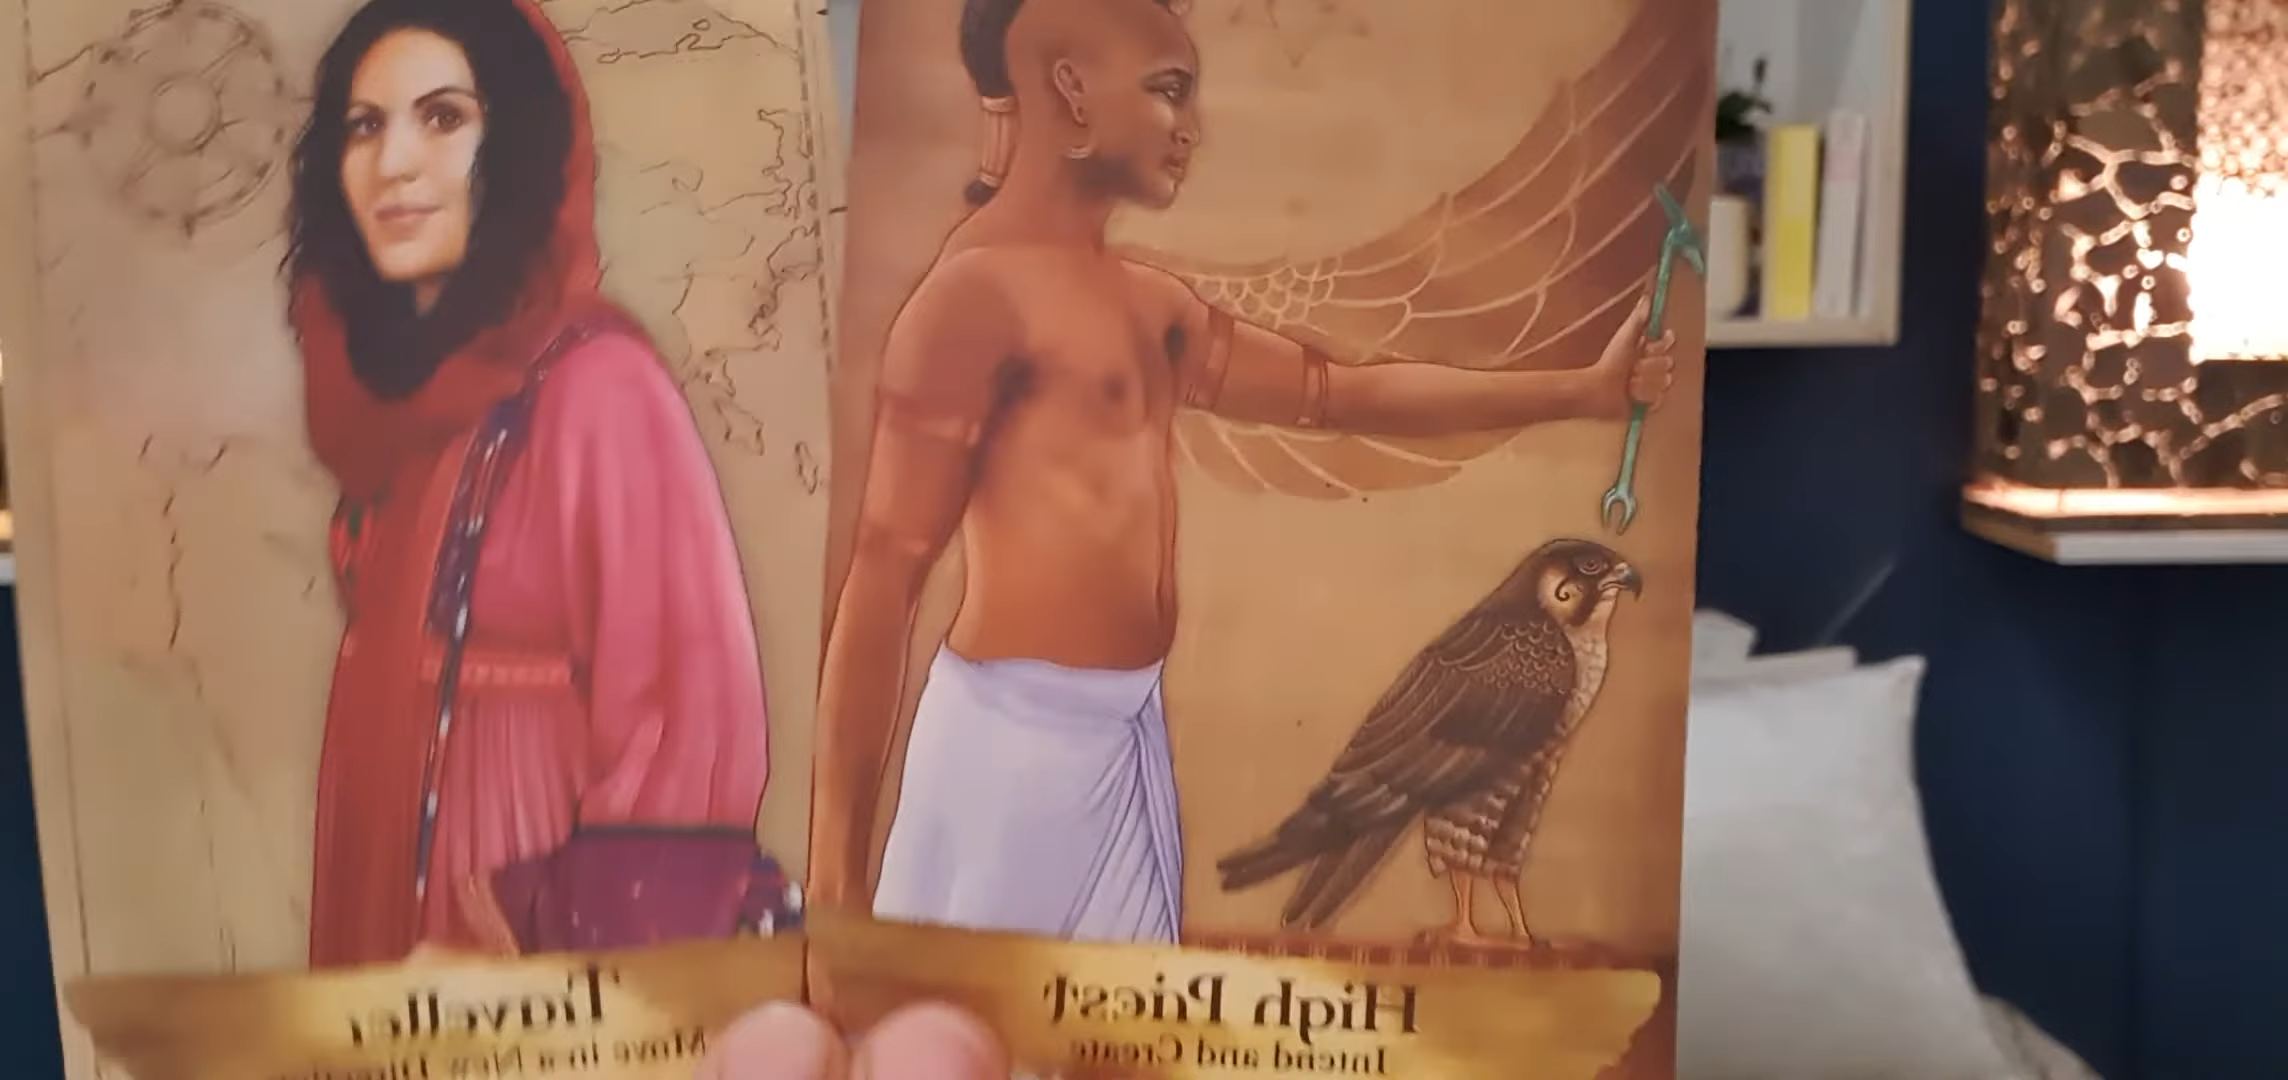 Traveller
Move in a New Direction
High Priest
Intend and Create